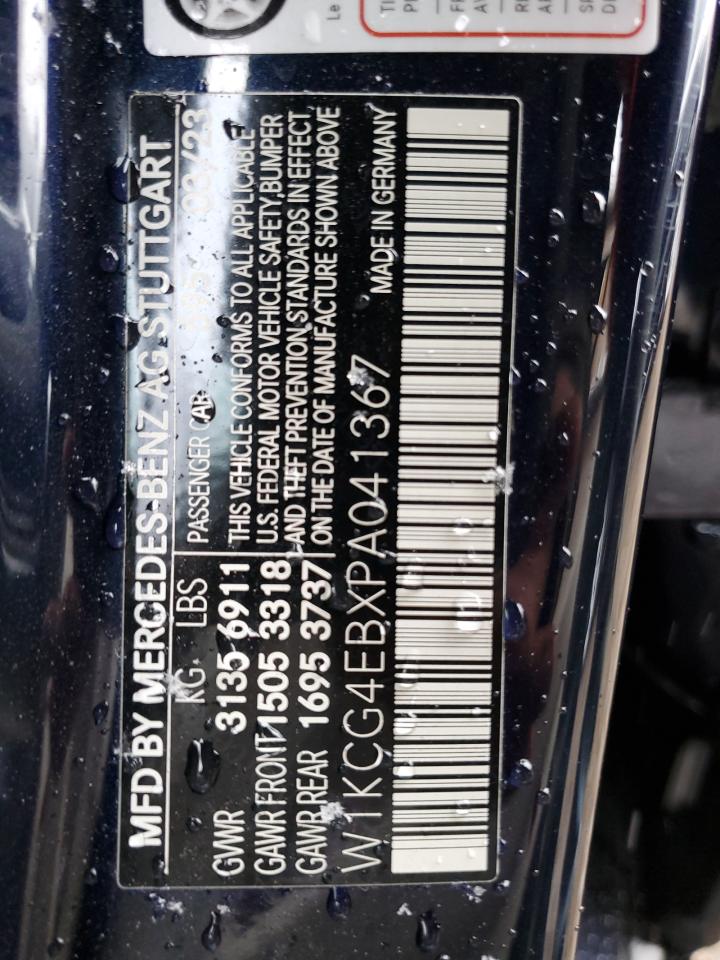 MFD BY MERCEDES-BENZ AG STUTTGART
KG LBS
PASSENGER CAR 03/23
GVWR 3135 6911
GAWR FRONT 1505 3318
GAWR REAR 1695 3737
THIS VEHICLE CONFORMS TO ALL APPLICABLE
U.S. FEDERAL MOTOR VEHICLE SAFETY,BUMPER
AND THEFT PREVENTION STANDARDS IN EFFECT
ON THE DATE OF MANUFACTURE SHOWN ABOVE
W1KCG4EBXPA041367
MADE IN GERMANY